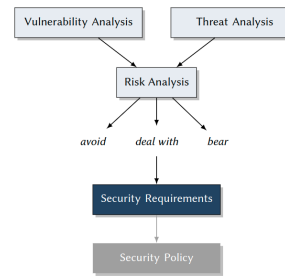 Vulnerability Analysis Threat Analysis
Risk Analysis
avoid deal with bear
Security Requirements
Security Policy